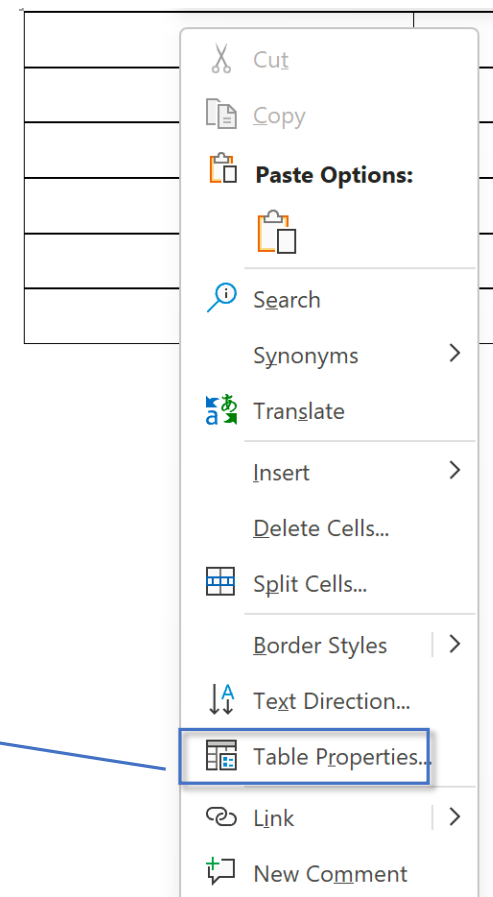 Cut
Copy
Paste Options:
Search
Synonyms
Translate
Insert
Delete Cells...
Split Cells...
Border Styles
Text Direction...
Table Properties...
Link
New Comment